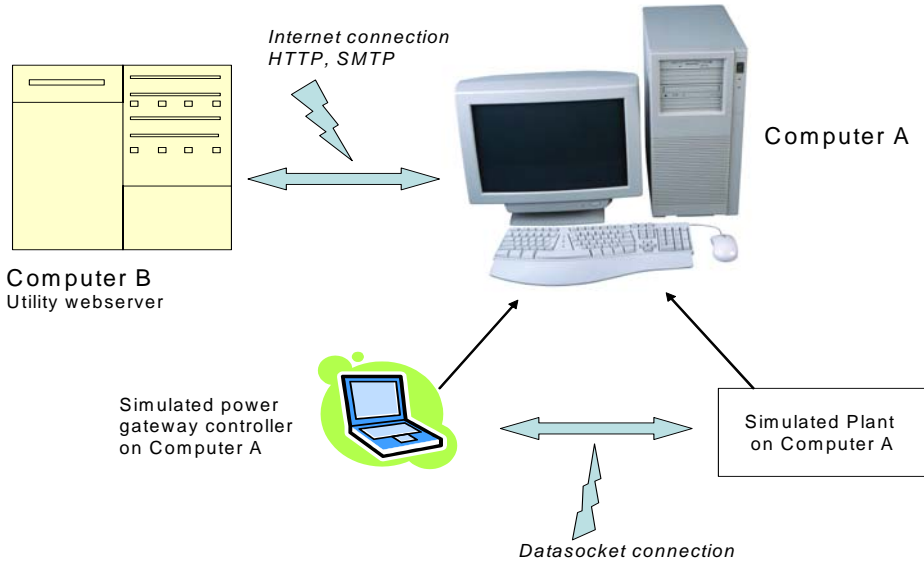 Internet connection
HTTP, SMTP
Computer A
Computer B
Utility webserver
Simulated power
gateway controller
on Computer A
Simulated Plant
on Computer A
Datasocket connection